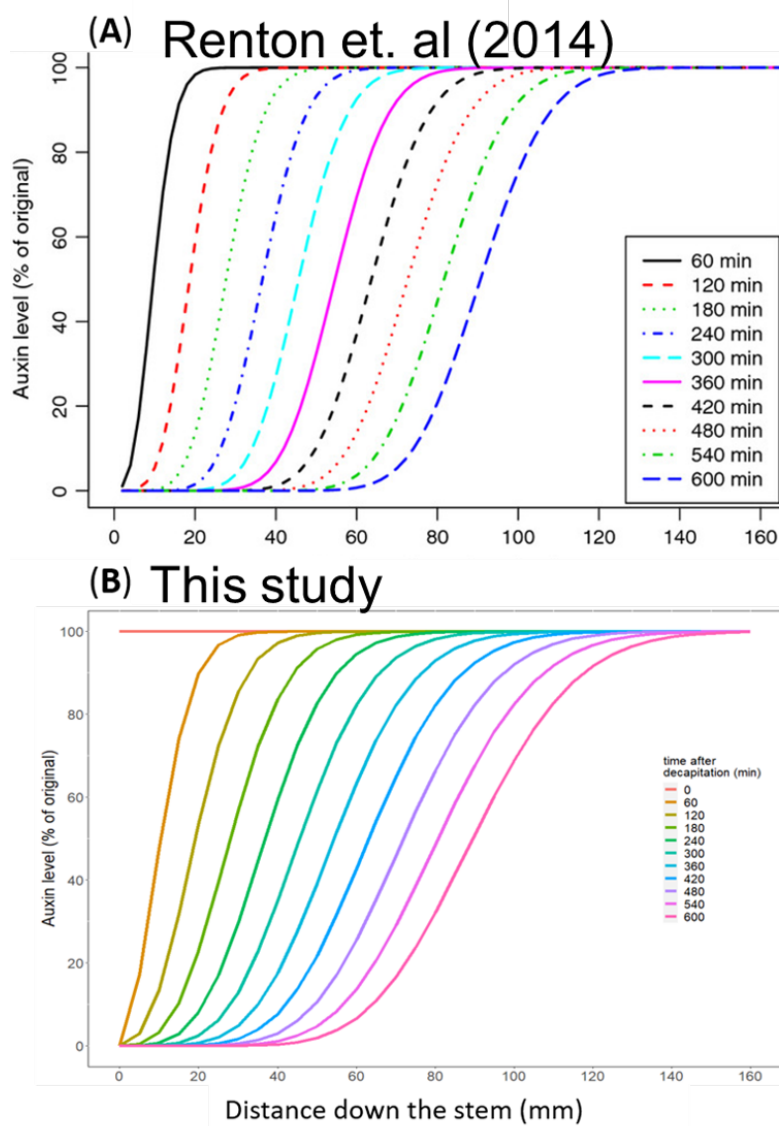 (A) Renton et. al (2014)
Auxin level (% of original)
100
80
60
40
20
0
60 min
120 min
180 min
240 min
300 min
360 min
420 min
480 min
540 min
600 min
0 20 40 60 80 100 120 140 160
(B) This study
Auxin level (% of original)
100
80
60
40
20
0
time after
decapitation (min)
0
60
120
180
240
300
360
420
480
540
600
0 20 40 60 80 100 120 140 160
Distance down the stem (mm)